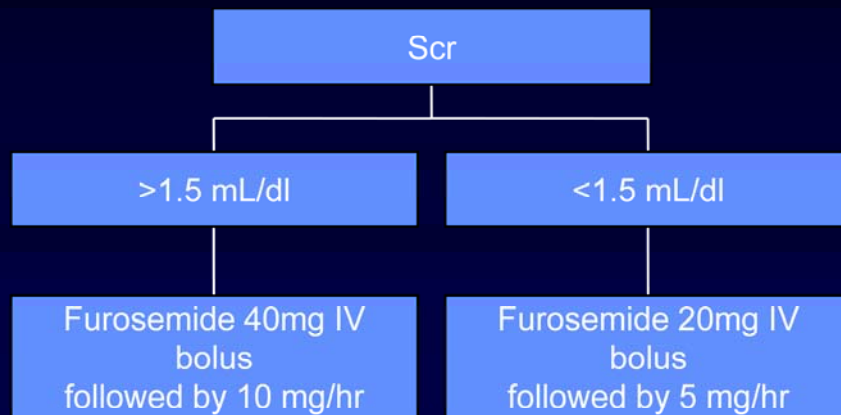 Scr
>1.5 mL/dl
<1.5 mL/dl
Furosemide 40mg IV
bolus
followed by 10 mg/hr
Furosemide 20mg IV
bolus
followed by 5 mg/hr